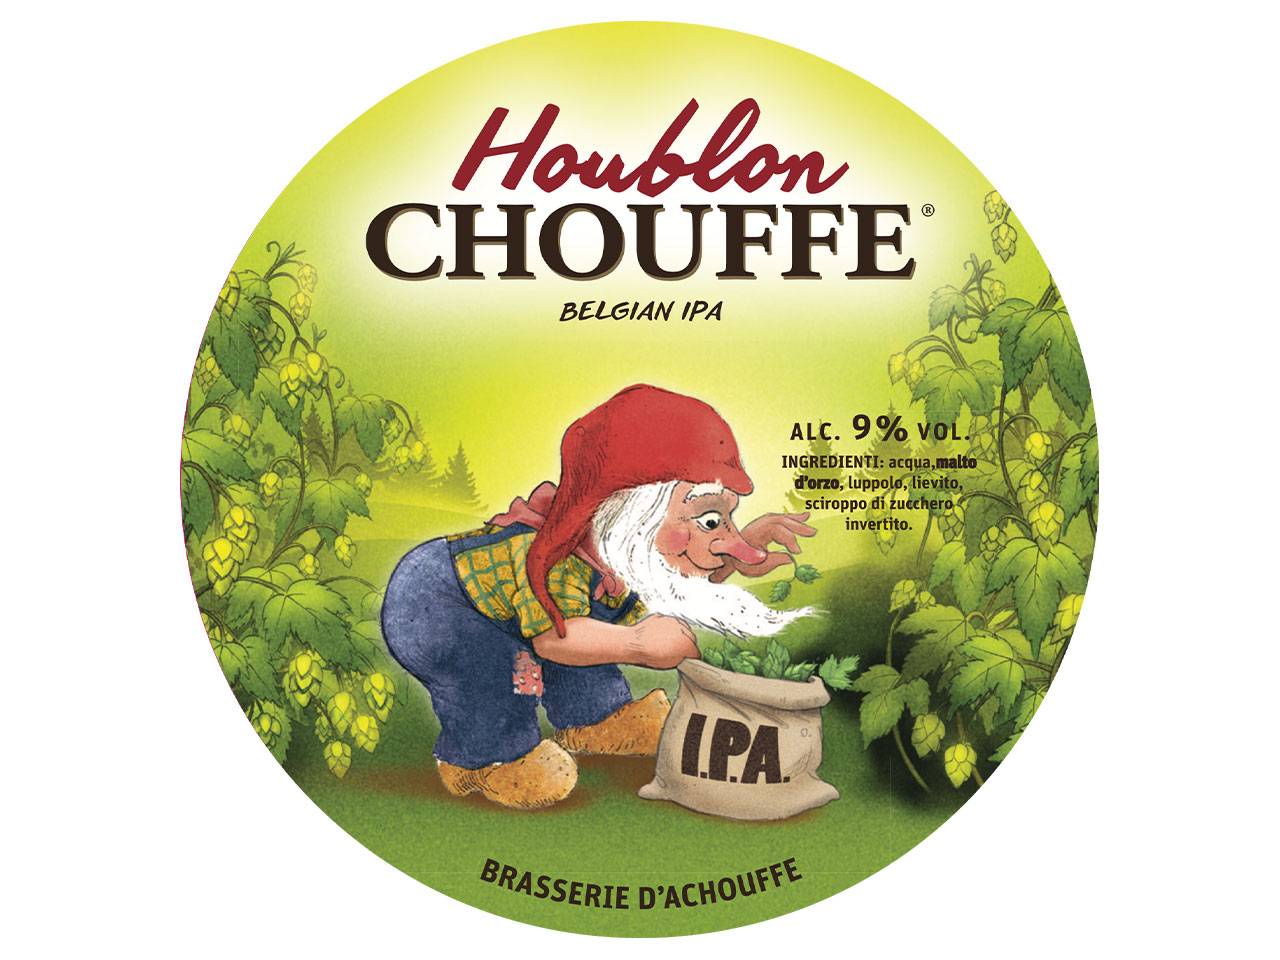 Houblon
CHOUFFE®
BELGIAN IPA
ALC. 9% VOL.
INGREDIENTI: acqua,malto
d'orzo, luppolo, lievito,
sciroppo di zucchero
invertito.
I.P.A.
BRASSERIE D'ACHOUFFE